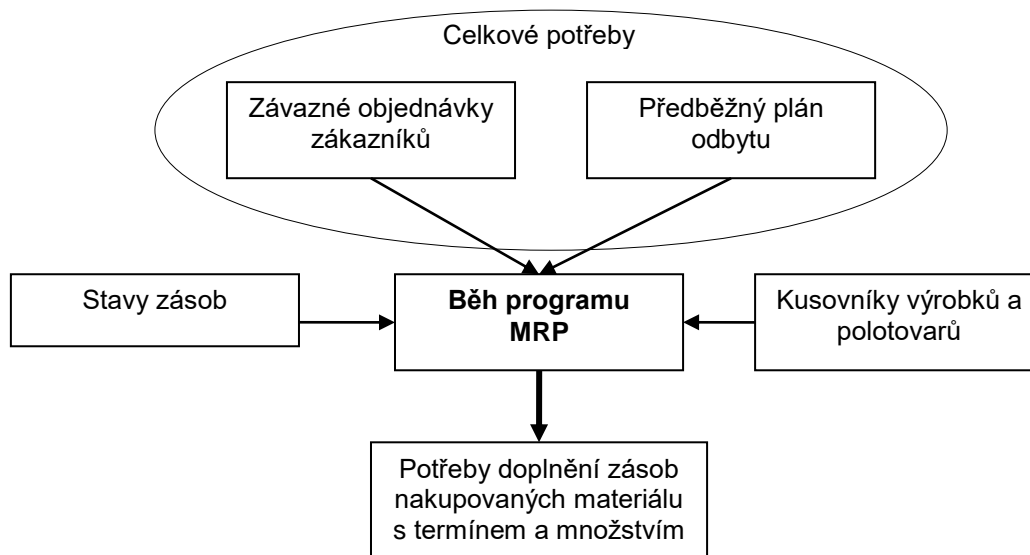 Celkové potřeby
Závazné objednávky
zákazníků
Předběžný plán
odbytu
Stavy zásob
Běh programu
MRP
Kusovníky výrobků a
polotovarů
Potřeby doplnění zásob
nakupovaných materiálu
s termínem a množstvím